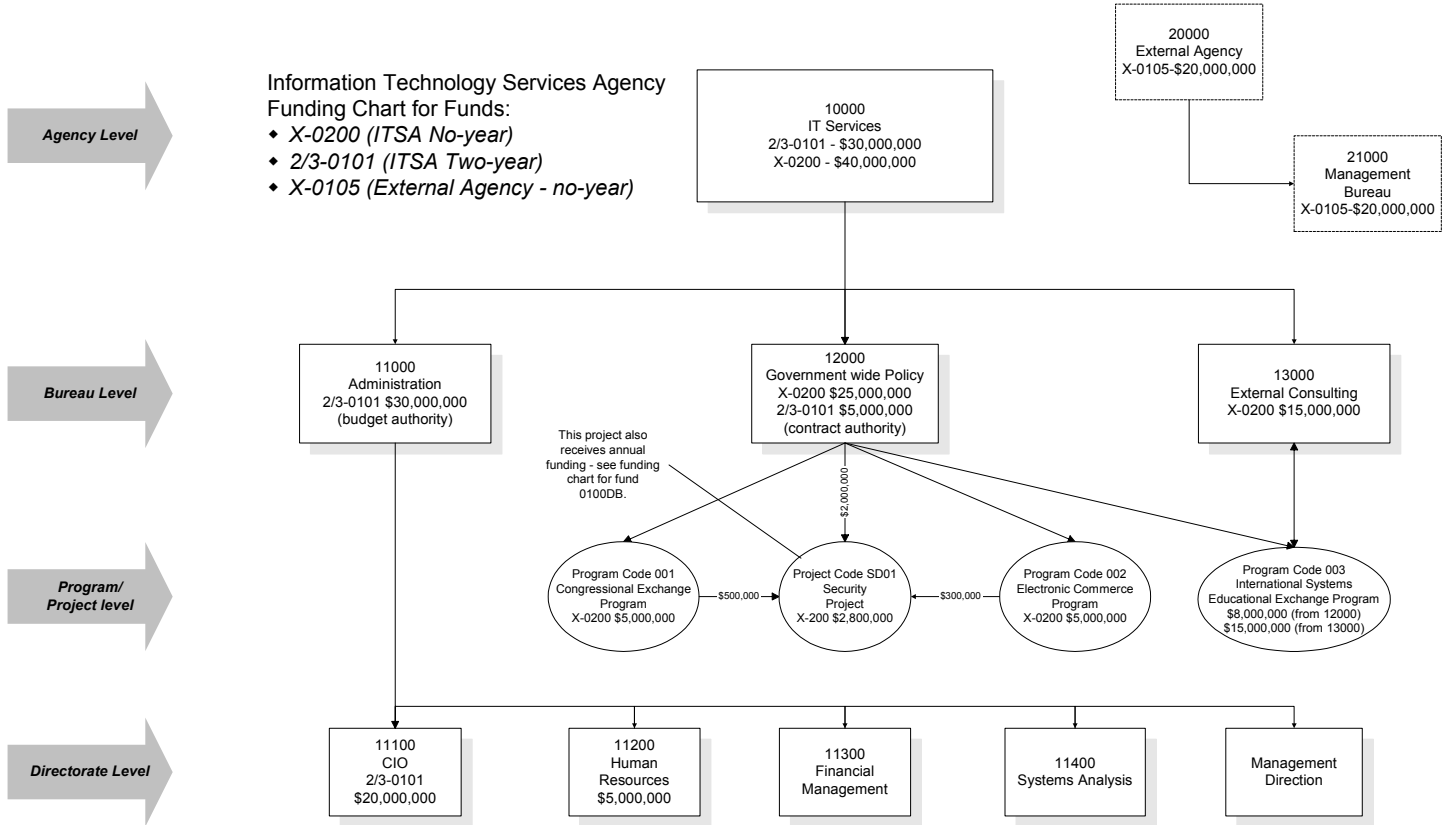 20000
External Agency
X-0105-$20,000,000
Information Technology Services Agency
Funding Chart for Funds:
◆ X-0200 (ITSA No-year)
◆ 2/3-0101 (ITSA Two-year)
◆ X-0105 (External Agency - no-year)
Agency Level
10000
IT Services
2/3-0101 - $30,000,000
X-0200 - $40,000,000
21000
Management
Bureau
X-0105-$20,000,000
Bureau Level
11000
Administration
2/3-0101 $30,000,000
(budget authority)
12000
Government wide Policy
X-0200 $25,000,000
2/3-0101 $5,000,000
(contract authority)
13000
External Consulting
X-0200 $15,000,000
This project also
receives annual
funding - see funding
chart for fund
0100DB.
$2,000,000
Program/
Project level
Program Code 001
Congressional Exchange
Program
X-0200 $5,000,000
$500,000
Project Code SD01
Security
Project
X-200 $2,800,000
$300,000
Program Code 002
Electronic Commerce
Program
X-0200 $5,000,000
Program Code 003
International Systems
Educational Exchange Program
$8,000,000 (from 12000)
$15,000,000 (from 13000)
Directorate Level
11100
CIO
2/3-0101
$20,000,000
11200
Human
Resources
$5,000,000
11300
Financial
Management
11400
Systems Analysis
Management
Direction